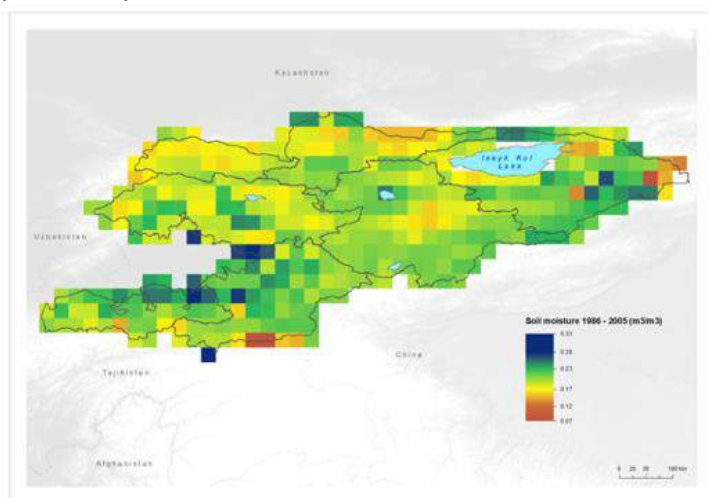 Kazakhstan
Issyk Kol
Lake
Uzbekistan
Soil moisture 1986 - 2005 (m3/m3)
0.33
0.28
0.23
0.17
0.12
0.07
China
Tajikistan
Afghanistan
0 25 50 100 Km